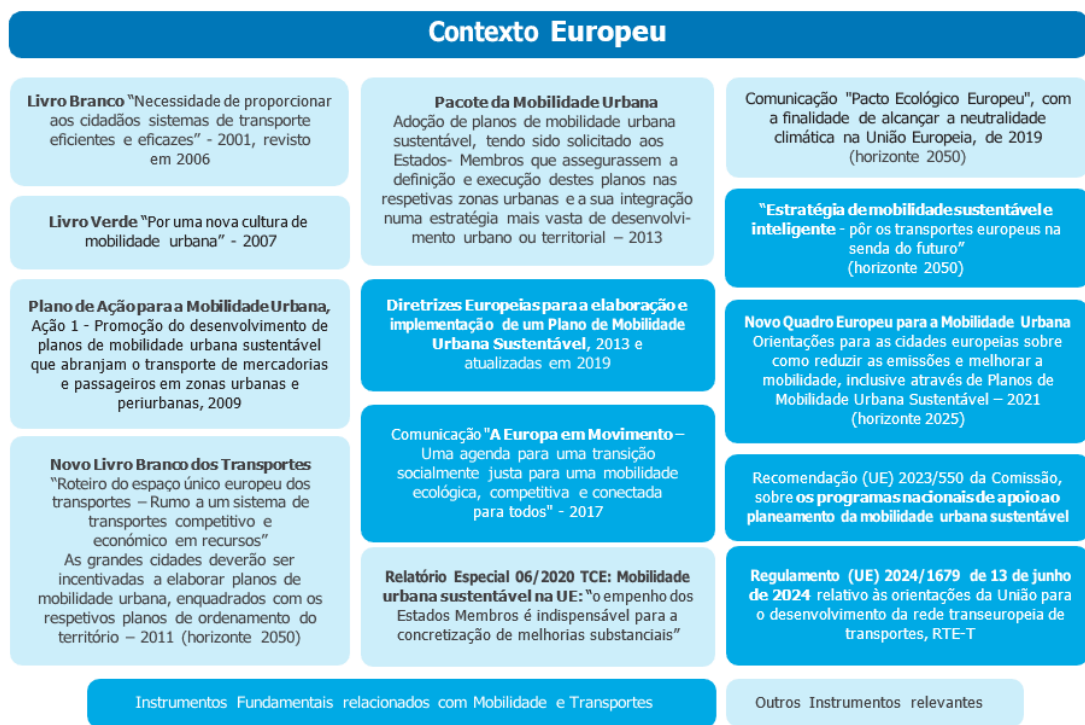 Contexto Europeu
Livro Branco “Necessidade de proporcionar
aos cidadãos sistemas de transporte
eficientes e eficazes” - 2001, revisto
em 2006
Livro Verde “Por uma nova cultura de
mobilidade urbana” - 2007
Plano de Ação para a Mobilidade Urbana,
Ação 1 - Promoção do desenvolvimento de
planos de mobilidade urbana sustentável
que abranjam o transporte de mercadorias
e passageiros em zonas urbanas e
periurbanas, 2009
Novo Livro Branco dos Transportes
“Roteiro do espaço único europeu dos
transportes – Rumo a um sistema de
transportes competitivo e
económico em recursos”
As grandes cidades deverão ser
incentivadas a elaborar planos de
mobilidade urbana, enquadrados com os
respetivos planos de ordenamento do
território – 2011 (horizonte 2050)
Pacote da Mobilidade Urbana
Adoção de planos de mobilidade urbana
sustentável, tendo sido solicitado aos
Estados- Membros que assegurassem a
definição e execução destes planos nas
respetivas zonas urbanas e a sua integração
numa estratégia mais vasta de desenvolvi-
mento urbano ou territorial – 2013
Diretrizes Europeias para a elaboração e
implementação de um Plano de Mobilidade
Urbana Sustentável, 2013 e
atualizadas em 2019
Comunicação "A Europa em Movimento –
Uma agenda para uma transição
socialmente justa para uma mobilidade
ecológica, competitiva e conectada
para todos" - 2017
Relatório Especial 06/2020 TCE: Mobilidade
urbana sustentável na UE: “o empenho dos
Estados Membros é indispensável para a
concretização de melhorias substanciais”
Comunicação "Pacto Ecológico Europeu", com
a finalidade de alcançar a neutralidade
climática na União Europeia, de 2019
(horizonte 2050)
“Estratégia de mobilidade sustentável e
inteligente - pôr os transportes europeus na
senda do futuro”
(horizonte 2050)
Novo Quadro Europeu para a Mobilidade Urbana
Orientações para as cidades europeias sobre
como reduzir as emissões e melhorar a
mobilidade, inclusive através de Planos de
Mobilidade Urbana Sustentável – 2021
(horizonte 2025)
Recomendação (UE) 2023/550 da Comissão,
sobre os programas nacionais de apoio ao
planeamento da mobilidade urbana sustentável
Regulamento (UE) 2024/1679 de 13 de junho
de 2024 relativo às orientações da União para
o desenvolvimento da rede transeuropeia de
transportes, RTE-T
Instrumentos Fundamentais relacionados com Mobilidade e Transportes
Outros Instrumentos relevantes